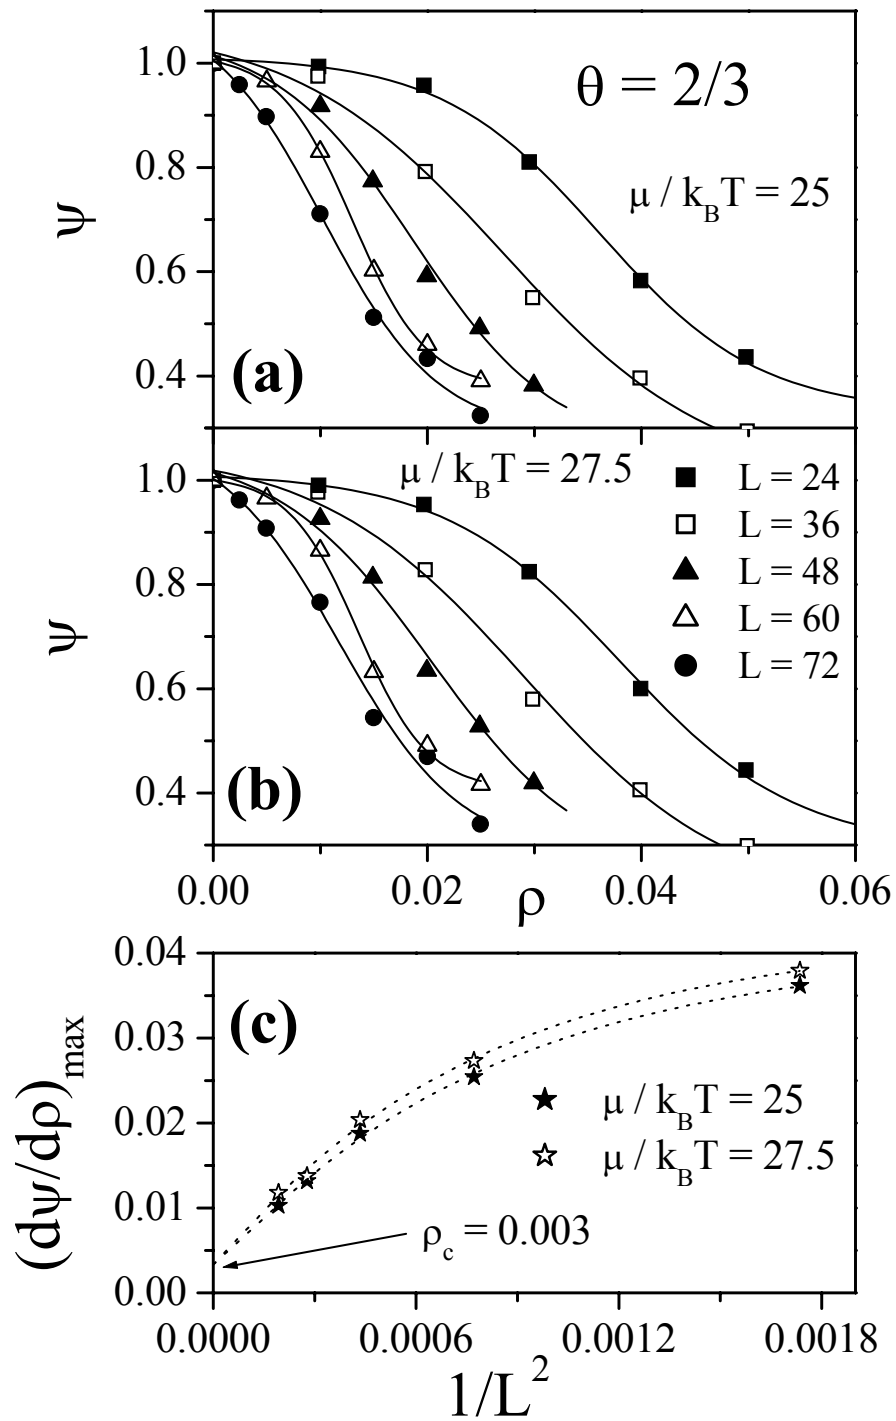 1.0
0.8
0.6
0.4
ψ
θ = 2/3
μ / k_BT = 25
(a)
1.0
0.8
0.6
0.4
ψ
μ / k_BT = 27.5
L = 24
L = 36
L = 48
L = 60
L = 72
(b)
0.00
0.02
0.04
0.06
ρ
0.04
0.03
0.02
0.01
0.00
(dψ/dρ)_max
(c)
μ / k_BT = 25
μ / k_BT = 27.5
ρ_c = 0.003
0.0000
0.0006
0.0012
0.0018
1/L²